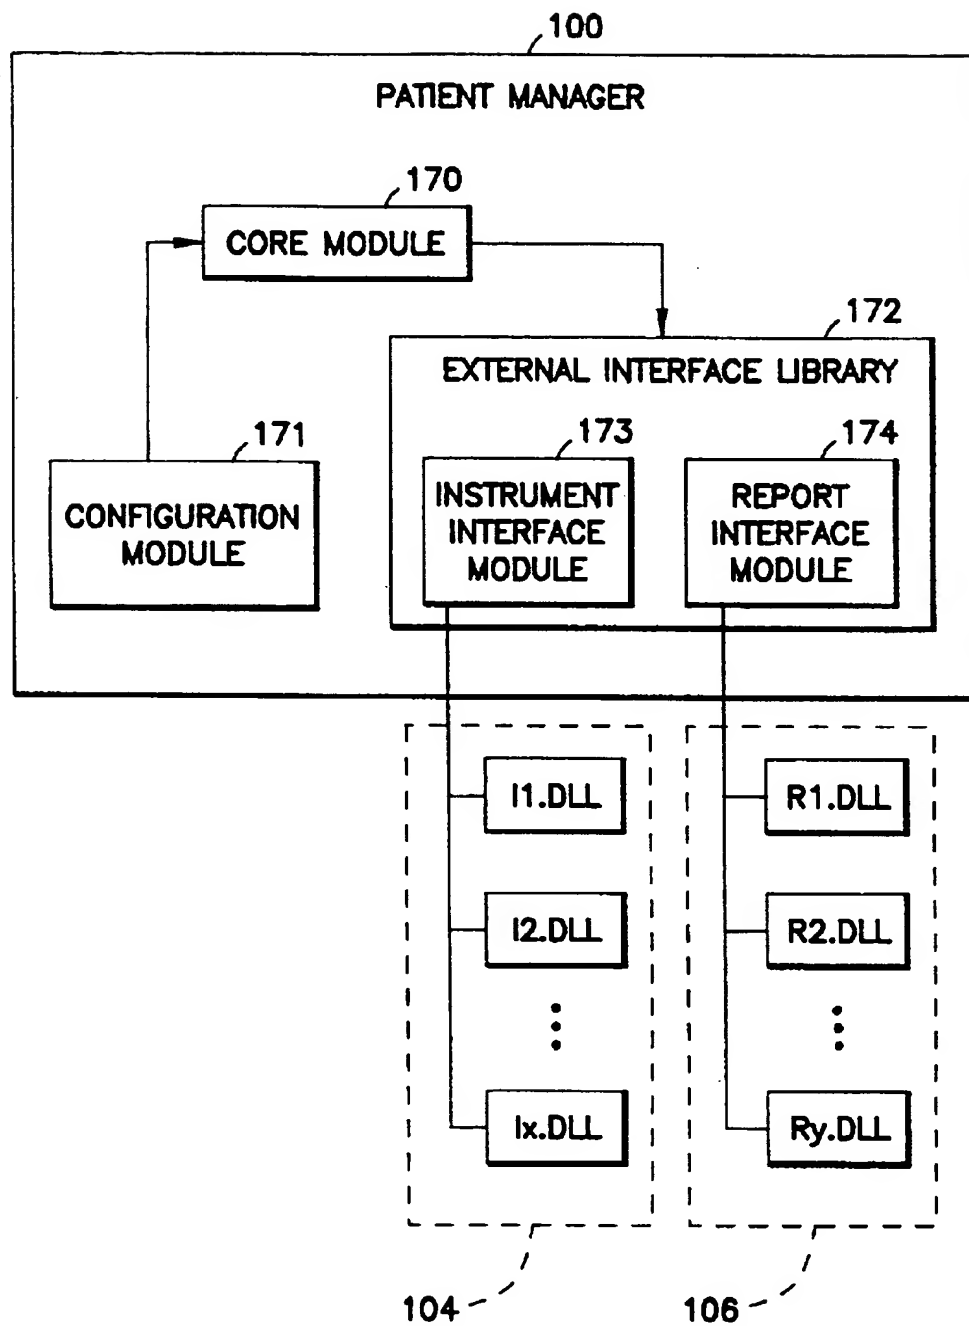 100
PATIENT MANAGER
170
CORE MODULE
172
EXTERNAL INTERFACE LIBRARY
171
CONFIGURATION
MODULE
173
INSTRUMENT
INTERFACE
MODULE
174
REPORT
INTERFACE
MODULE
I1.DLL
R1.DLL
I2.DLL
R2.DLL
Ix.DLL
Ry.DLL
104
106